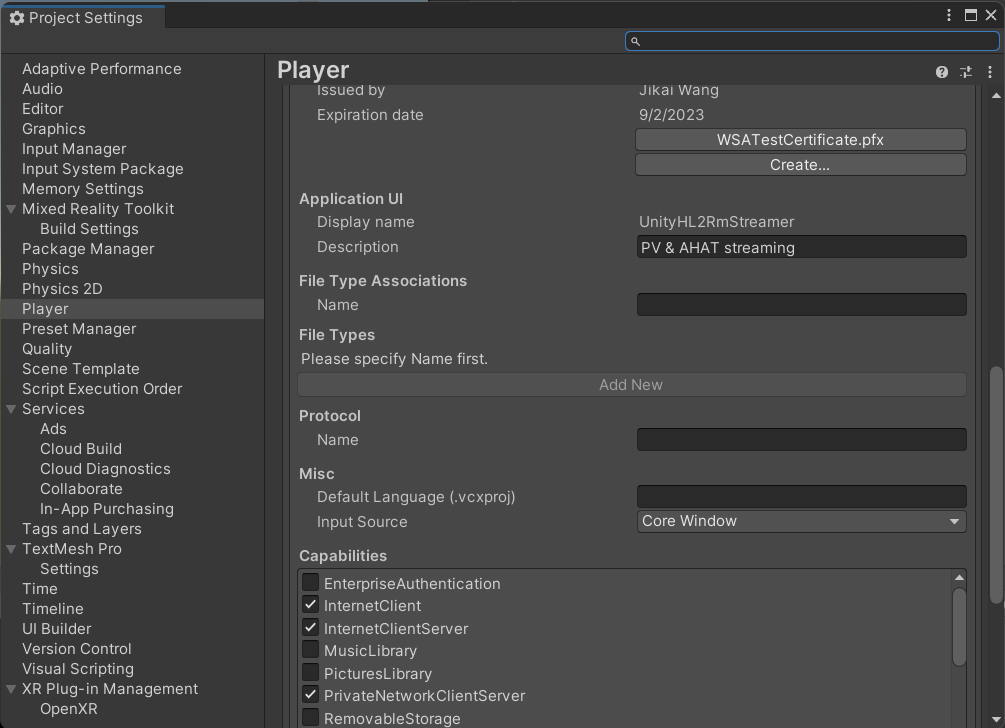 Project Settings
Adaptive Performance
Audio
Editor
Graphics
Input Manager
Input System Package
Memory Settings
Mixed Reality Toolkit
Build Settings
Package Manager
Physics
Physics 2D
Player
Preset Manager
Quality
Scene Template
Script Execution Order
Services
Ads
Cloud Build
Cloud Diagnostics
Collaborate
In-App Purchasing
Tags and Layers
TextMesh Pro
Settings
Time
Timeline
UI Builder
Version Control
Visual Scripting
XR Plug-in Management
OpenXR
Player
Issued by Jikai Wang
Expiration date 9/2/2023
WSATestCertificate.pfx
Create...
Application UI
Display name UnityHL2RmStreamer
Description PV & AHAT streaming
File Type Associations
Name
File Types
Please specify Name first.
Add New
Protocol
Name
Misc
Default Language (.vcxproj)
Input Source Core Window
Capabilities
EnterpriseAuthentication
InternetClient
InternetClientServer
MusicLibrary
PicturesLibrary
PrivateNetworkClientServer
RemovableStorage